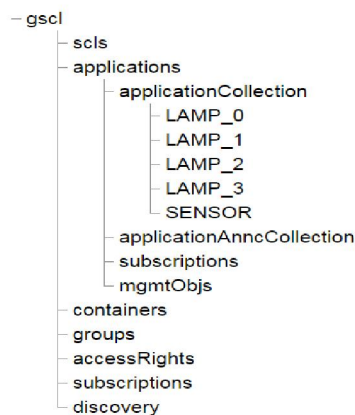 gscl
scls
applications
applicationCollection
LAMP_0
LAMP_1
LAMP_2
LAMP_3
SENSOR
applicationAnncCollection
subscriptions
mgmtObjs
containers
groups
accessRights
subscriptions
discovery